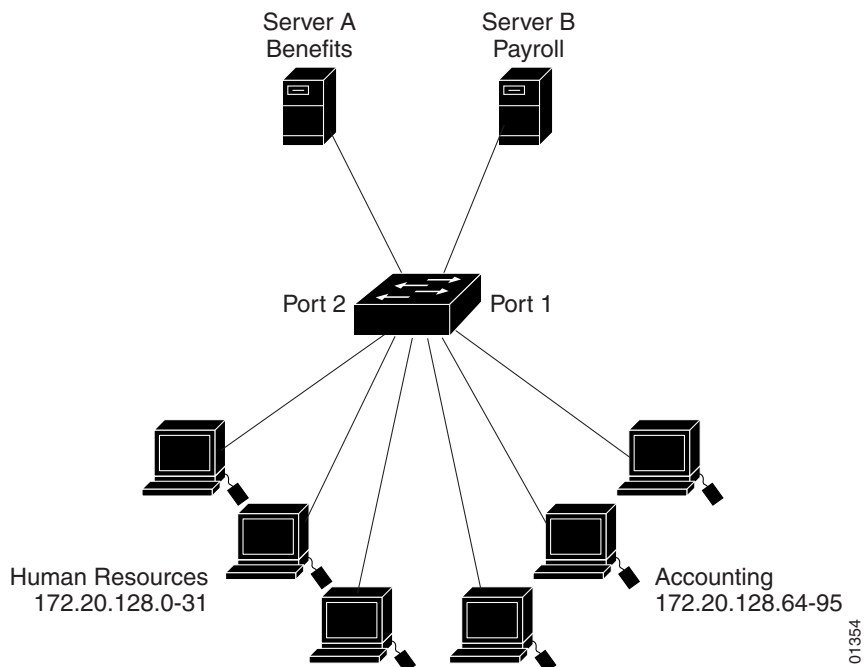 Server A
Benefits
Server B
Payroll
Port 2
Port 1
Human Resources
172.20.128.0-31
Accounting
172.20.128.64-95
01354